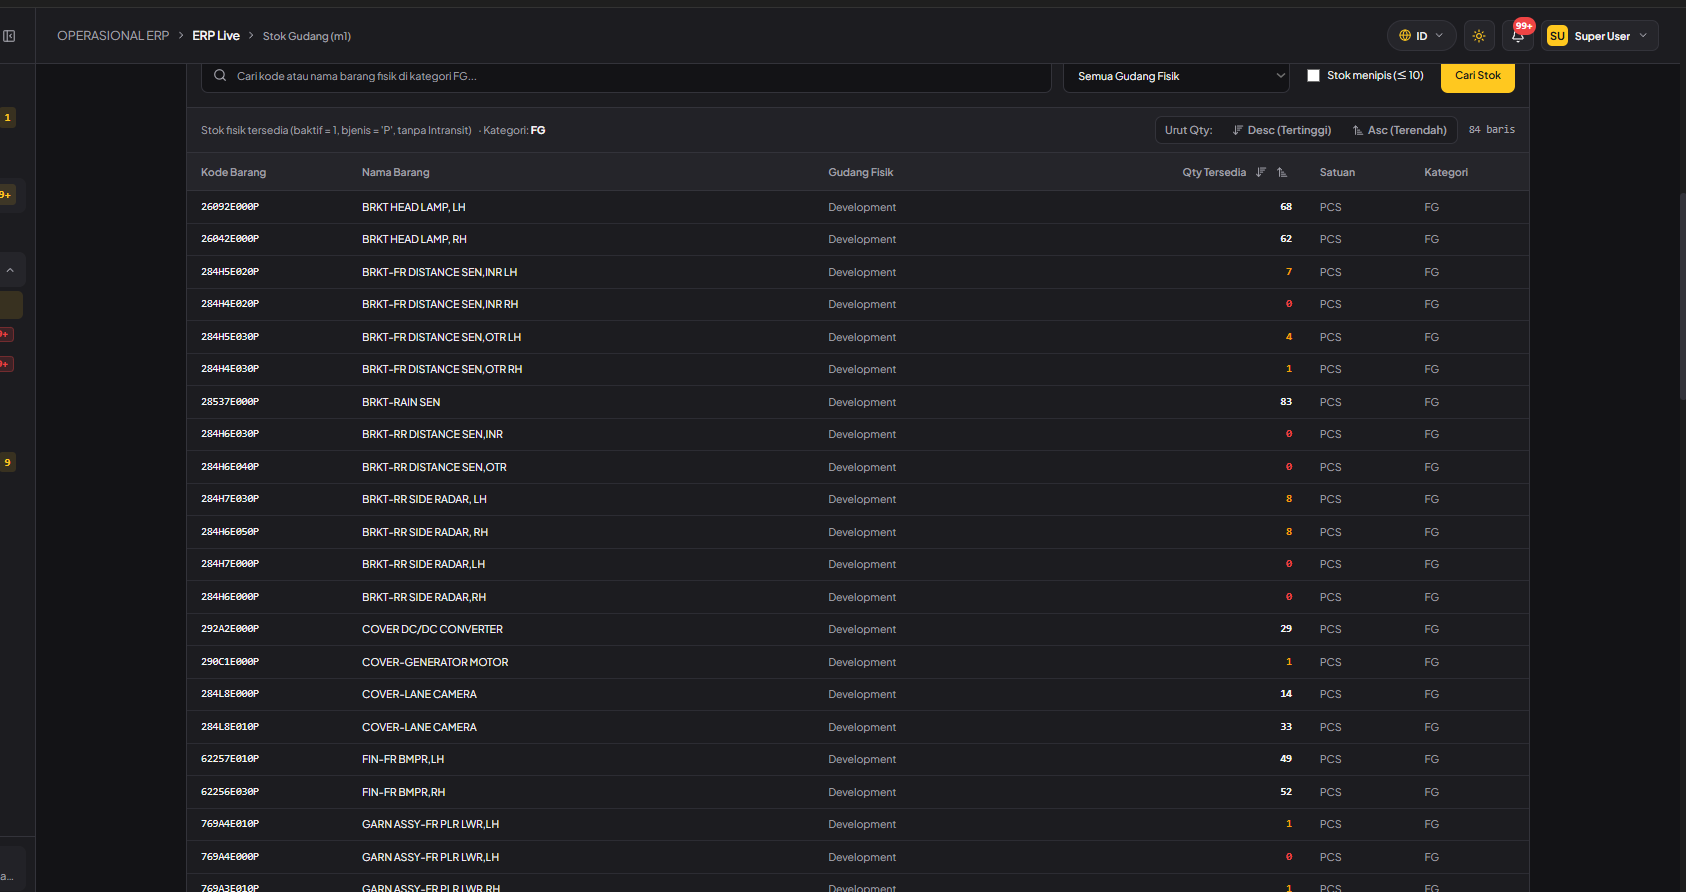 OPERASIONAL ERP > ERP Live > Stok Gudang (m1)
ID
99+
SU Super User
Cari kode atau nama barang fisik di kategori FG...
Semua Gudang Fisik
Stok menipis (≤ 10)
Cari Stok
1
9+
9+
9+
9
a...
Stok fisik tersedia (baktif = 1, bjenis = 'P', tanpa Intransit) · Kategori: FG
Urut Qty: Desc (Tertinggi) Asc (Terendah) 84 baris
Kode Barang Nama Barang Gudang Fisik Qty Tersedia Satuan Kategori
26092E000P BRKT HEAD LAMP, LH Development 68 PCS FG
26042E000P BRKT HEAD LAMP, RH Development 62 PCS FG
284H5E020P BRKT-FR DISTANCE SEN,INR LH Development 7 PCS FG
284H4E020P BRKT-FR DISTANCE SEN,INR RH Development 0 PCS FG
284H5E030P BRKT-FR DISTANCE SEN,OTR LH Development 4 PCS FG
284H4E030P BRKT-FR DISTANCE SEN,OTR RH Development 1 PCS FG
28537E000P BRKT-RAIN SEN Development 83 PCS FG
284H6E030P BRKT-RR DISTANCE SEN,INR Development 0 PCS FG
284H6E040P BRKT-RR DISTANCE SEN,OTR Development 0 PCS FG
284H7E030P BRKT-RR SIDE RADAR, LH Development 8 PCS FG
284H6E050P BRKT-RR SIDE RADAR, RH Development 8 PCS FG
284H7E000P BRKT-RR SIDE RADAR,LH Development 0 PCS FG
284H6E000P BRKT-RR SIDE RADAR,RH Development 0 PCS FG
292A2E000P COVER DC/DC CONVERTER Development 29 PCS FG
290C1E000P COVER-GENERATOR MOTOR Development 1 PCS FG
284L8E000P COVER-LANE CAMERA Development 14 PCS FG
284L8E010P COVER-LANE CAMERA Development 33 PCS FG
62257E010P FIN-FR BMPR,LH Development 49 PCS FG
62256E030P FIN-FR BMPR,RH Development 52 PCS FG
769A4E010P GARN ASSY-FR PLR LWR,LH Development 1 PCS FG
769A4E000P GARN ASSY-FR PLR LWR,LH Development 0 PCS FG
769A3E010P GARN ASSY-FR PLR LWR,RH Development 1 PCS FG